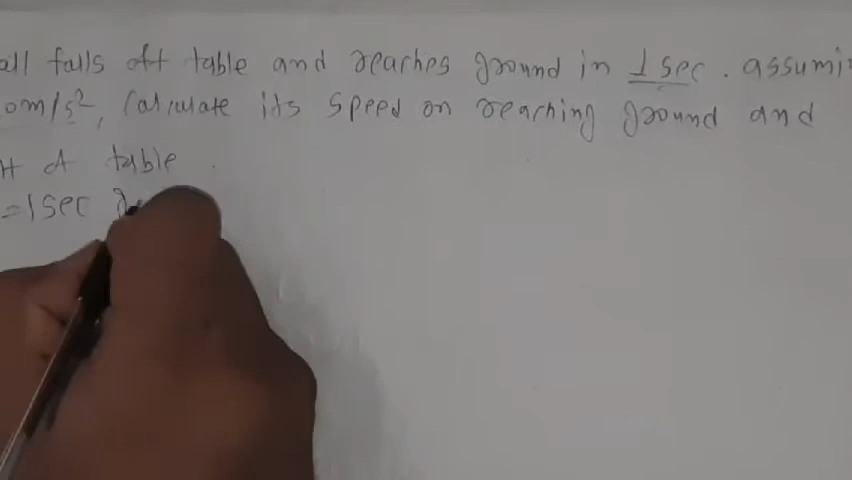 all falls off table and reaches ground in 1 sec. assumi
0m/s², Calculate its speed on reaching ground and
t of table
=1sec